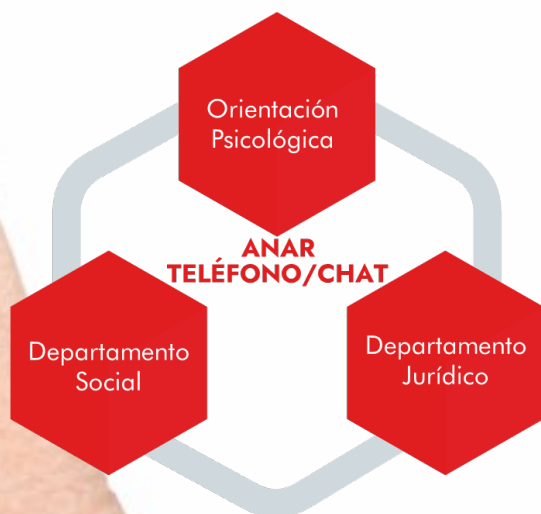 Orientación
Psicológica
ANAR
TELÉFONO/CHAT
Departamento
Social
Departamento
Jurídico